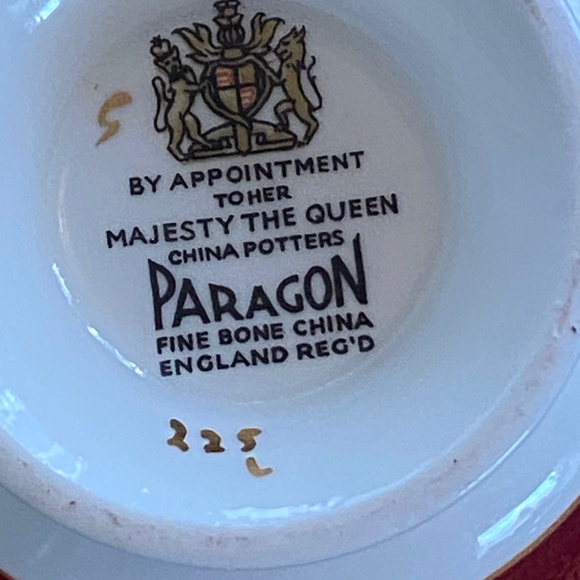 5
BY APPOINTMENT
TO HER
MAJESTY THE QUEEN
CHINA POTTERS
PARAGON
FINE BONE CHINA
ENGLAND REG'D
225